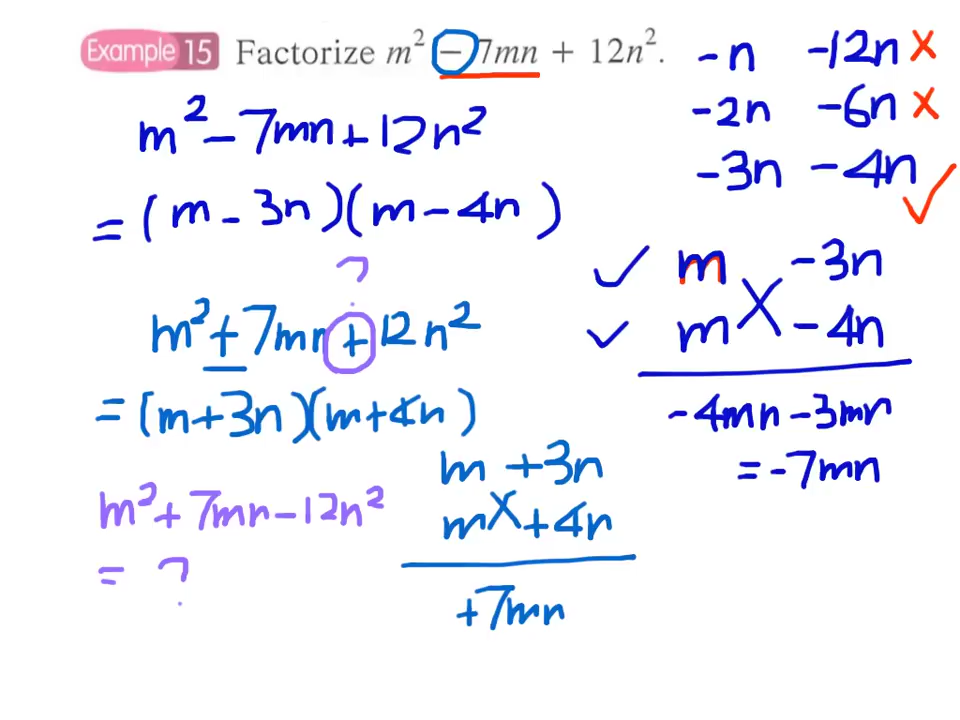 Example 15 Factorize m² − 7mn + 12n².
m² − 7mn + 12n²
= (m − 3n)(m − 4n)
?
m² + 7mn + 12n²
= (m + 3n)(m + 4n)
m² + 7mn − 12n²
= ?
m +3n
m × +4n
+7mn
-n -12n ×
-2n -6n ×
-3n -4n ✓
✓ m -3n
✓ m × -4n
-4mn -3mn
= -7mn